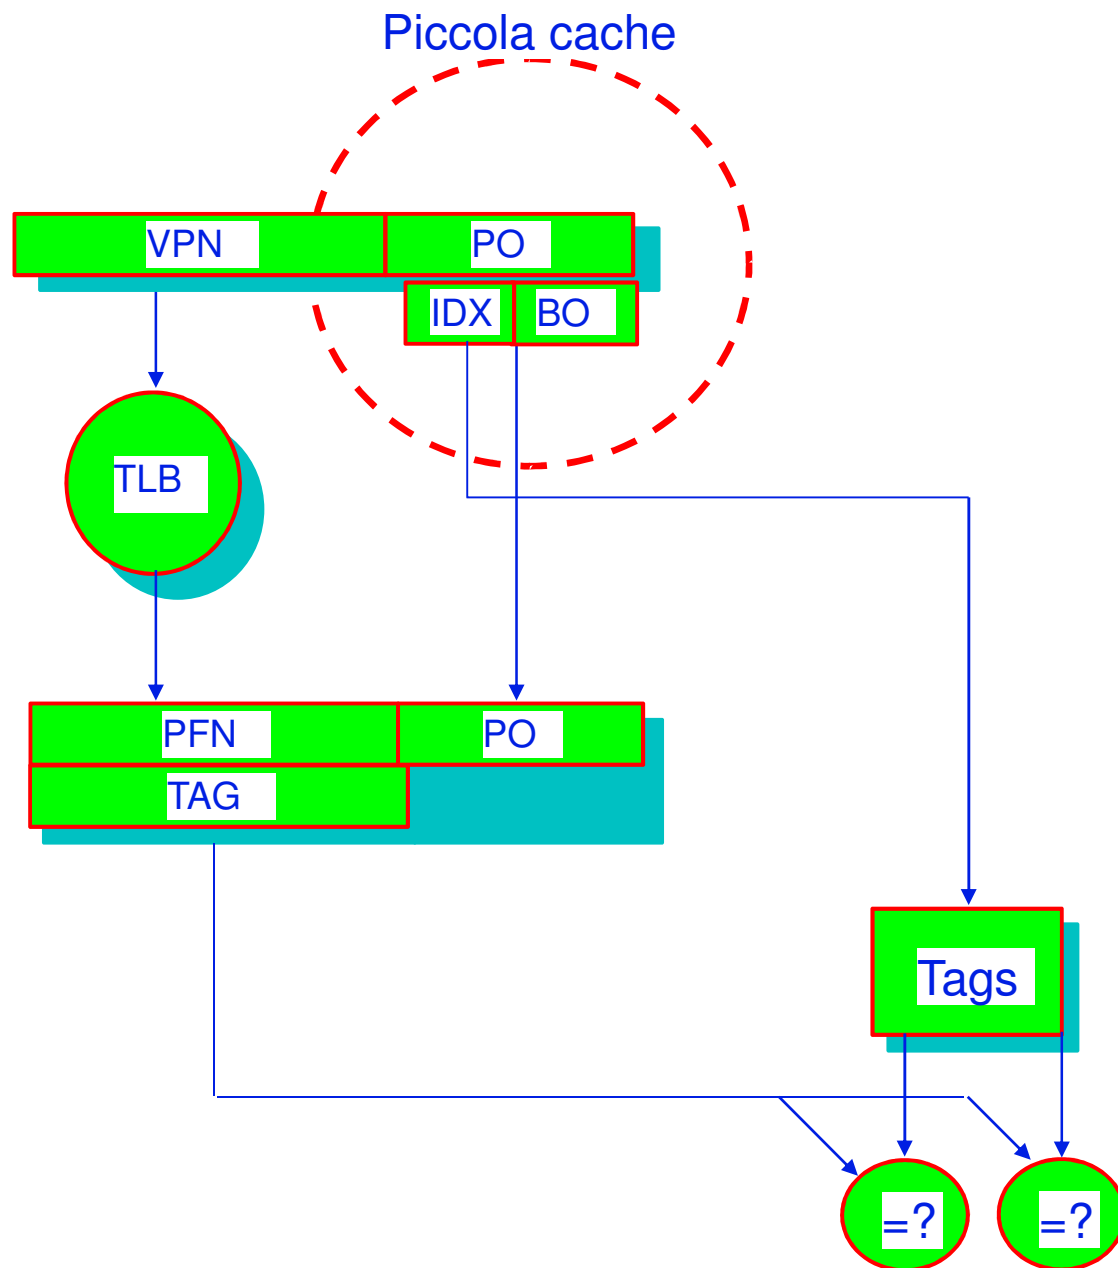 Piccola cache
VPN PO
IDX BO
TLB
PFN PO
TAG
Tags
=? =?